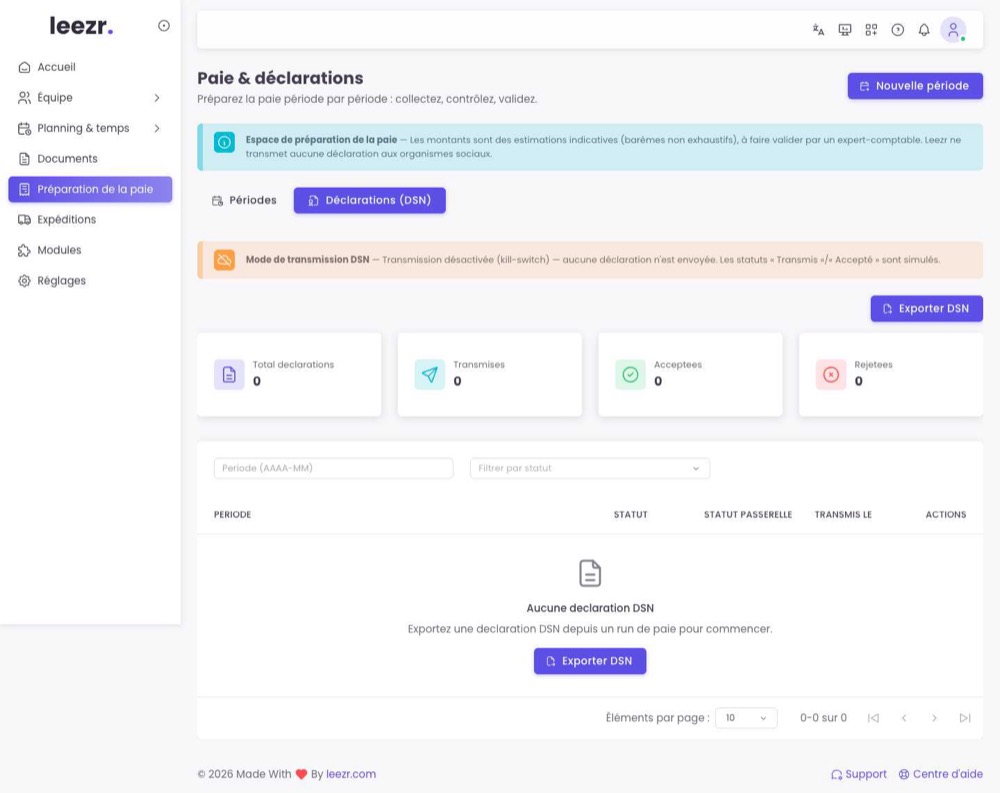 leezr.
Accueil
Équipe
Planning & temps
Documents
Préparation de la paie
Expéditions
Modules
Réglages
Paie & déclarations
Préparez la paie période par période : collectez, contrôlez, validez.
Nouvelle période
Espace de préparation de la paie — Les montants sont des estimations indicatives (barèmes non exhaustifs), à faire valider par un expert-comptable. Leezr ne
transmet aucune déclaration aux organismes sociaux.
Périodes
Déclarations (DSN)
Mode de transmission DSN — Transmission désactivée (kill-switch) — aucune déclaration n'est envoyée. Les statuts « Transmis »/« Accepté » sont simulés.
Exporter DSN
Total declarations
0
Transmises
0
Acceptees
0
Rejetees
0
Periode (AAAA-MM)
Filtrer par statut
PERIODE STATUT STATUT PASSERELLE TRANSMIS LE ACTIONS
Aucune declaration DSN
Exportez une declaration DSN depuis un run de paie pour commencer.
Exporter DSN
Éléments par page : 10 0-0 sur 0
© 2026 Made With By leezr.com
Support
Centre d'aide